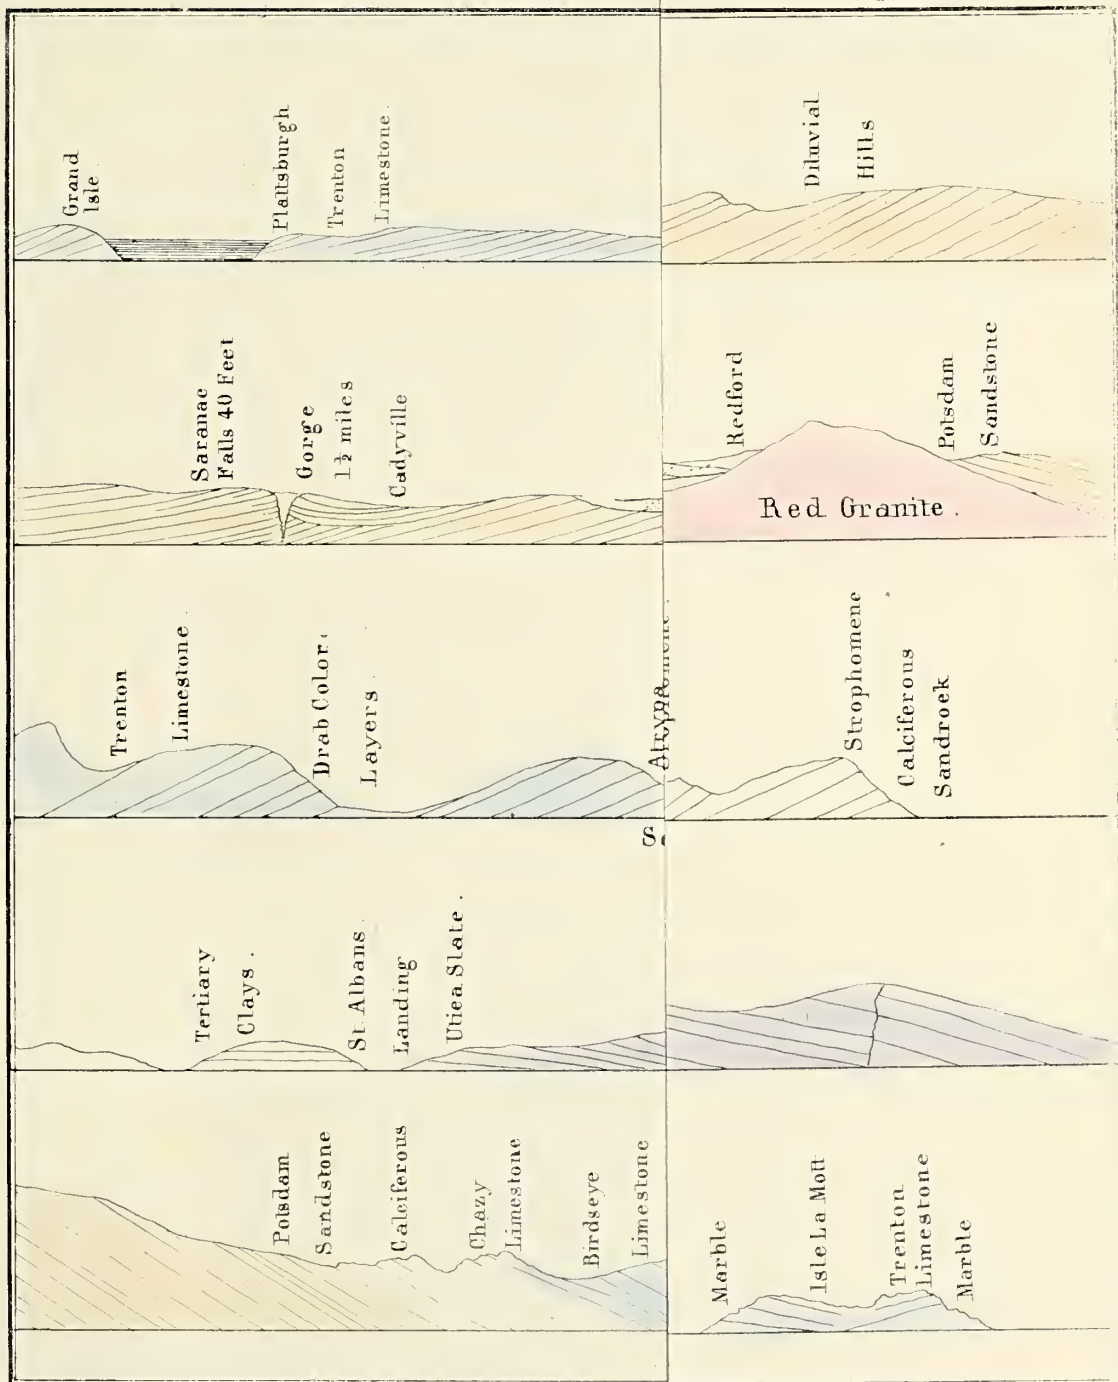 Grand
Isle
Plattsburgh
Trenton
Limestone.
Diluvial
Hills
Saranac
Falls 40 Feet
Gorge
1½ miles
Cadyville
Redford
Red Granite.
Potsdam
Sandstone
Trenton
Limestone.
Drab Color
Layers.
Strophomene
Calciferous
Sandrock
Tertiary
Clays.
St. Albans
Landing
Utica Slate.
Potsdam
Sandstone
Calciferous
Chazy
Limestone
Birdseye
Limestone
Marble
Isle La Mott
Trenton
Limestone
Marble